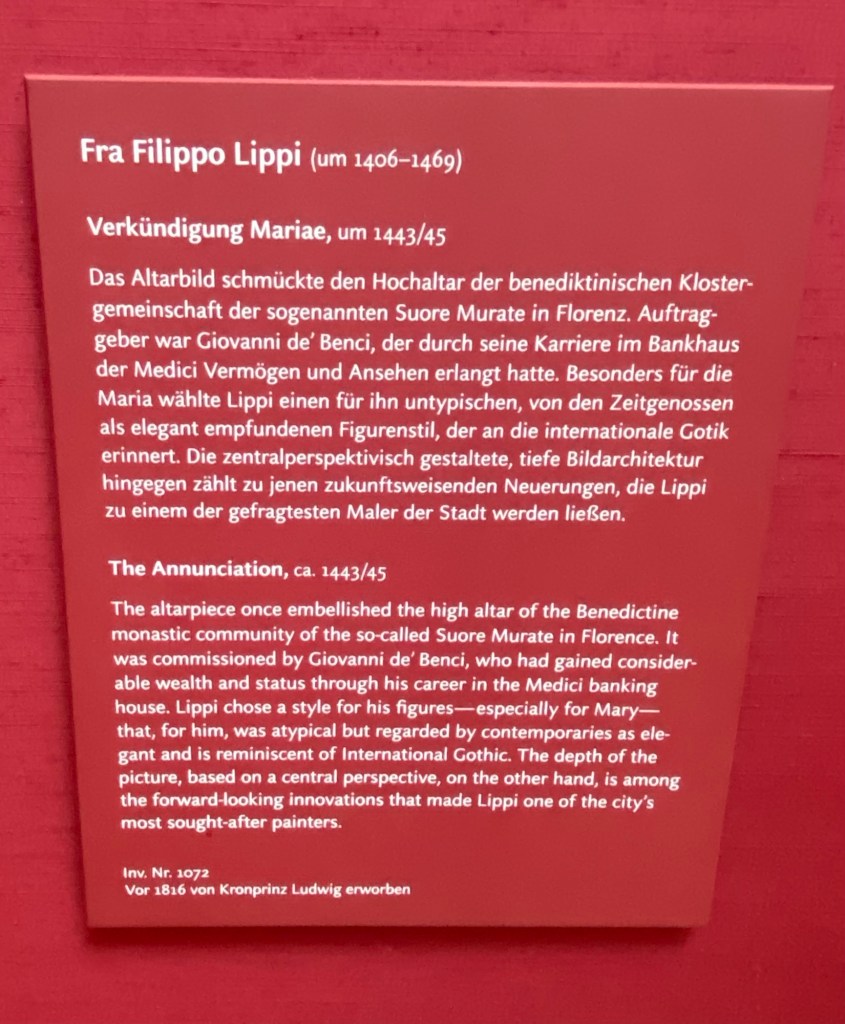 Fra Filippo Lippi (um 1406–1469)
Verkündigung Mariae, um 1443/45
Das Altarbild schmückte den Hochaltar der benediktinischen Kloster-
gemeinschaft der sogenannten Suore Murate in Florenz. Auftrag-
geber war Giovanni de’ Benci, der durch seine Karriere im Bankhaus
der Medici Vermögen und Ansehen erlangt hatte. Besonders für die
Maria wählte Lippi einen für ihn untypischen, von den Zeitgenossen
als elegant empfundenen Figurenstil, der an die internationale Gotik
erinnert. Die zentralperspektivisch gestaltete, tiefe Bildarchitektur
hingegen zählt zu jenen zukunftsweisenden Neuerungen, die Lippi
zu einem der gefragtesten Maler der Stadt werden ließen.
The Annunciation, ca. 1443/45
The altarpiece once embellished the high altar of the Benedictine
monastic community of the so-called Suore Murate in Florence. It
was commissioned by Giovanni de’ Benci, who had gained consider-
able wealth and status through his career in the Medici banking
house. Lippi chose a style for his figures—especially for Mary—
that, for him, was atypical but regarded by contemporaries as ele-
gant and is reminiscent of International Gothic. The depth of the
picture, based on a central perspective, on the other hand, is among
the forward-looking innovations that made Lippi one of the city’s
most sought-after painters.
Inv. Nr. 1072
Vor 1816 von Kronprinz Ludwig erworben